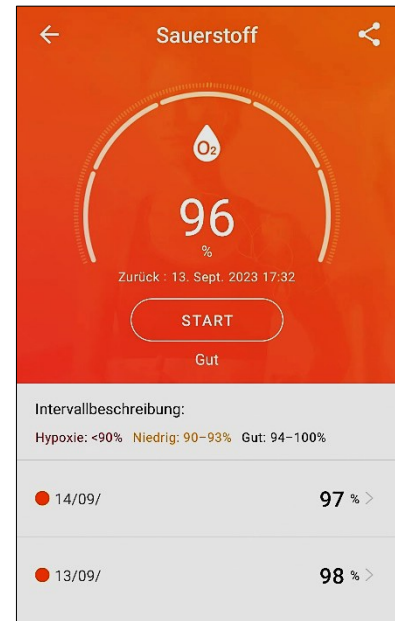 Sauerstoff
O₂
96
%
Zurück : 13. Sept. 2023 17:32
START
Gut
Intervallbeschreibung:
Hypoxie: <90% Niedrig: 90–93% Gut: 94–100%
14/09/ 97 %
13/09/ 98 %